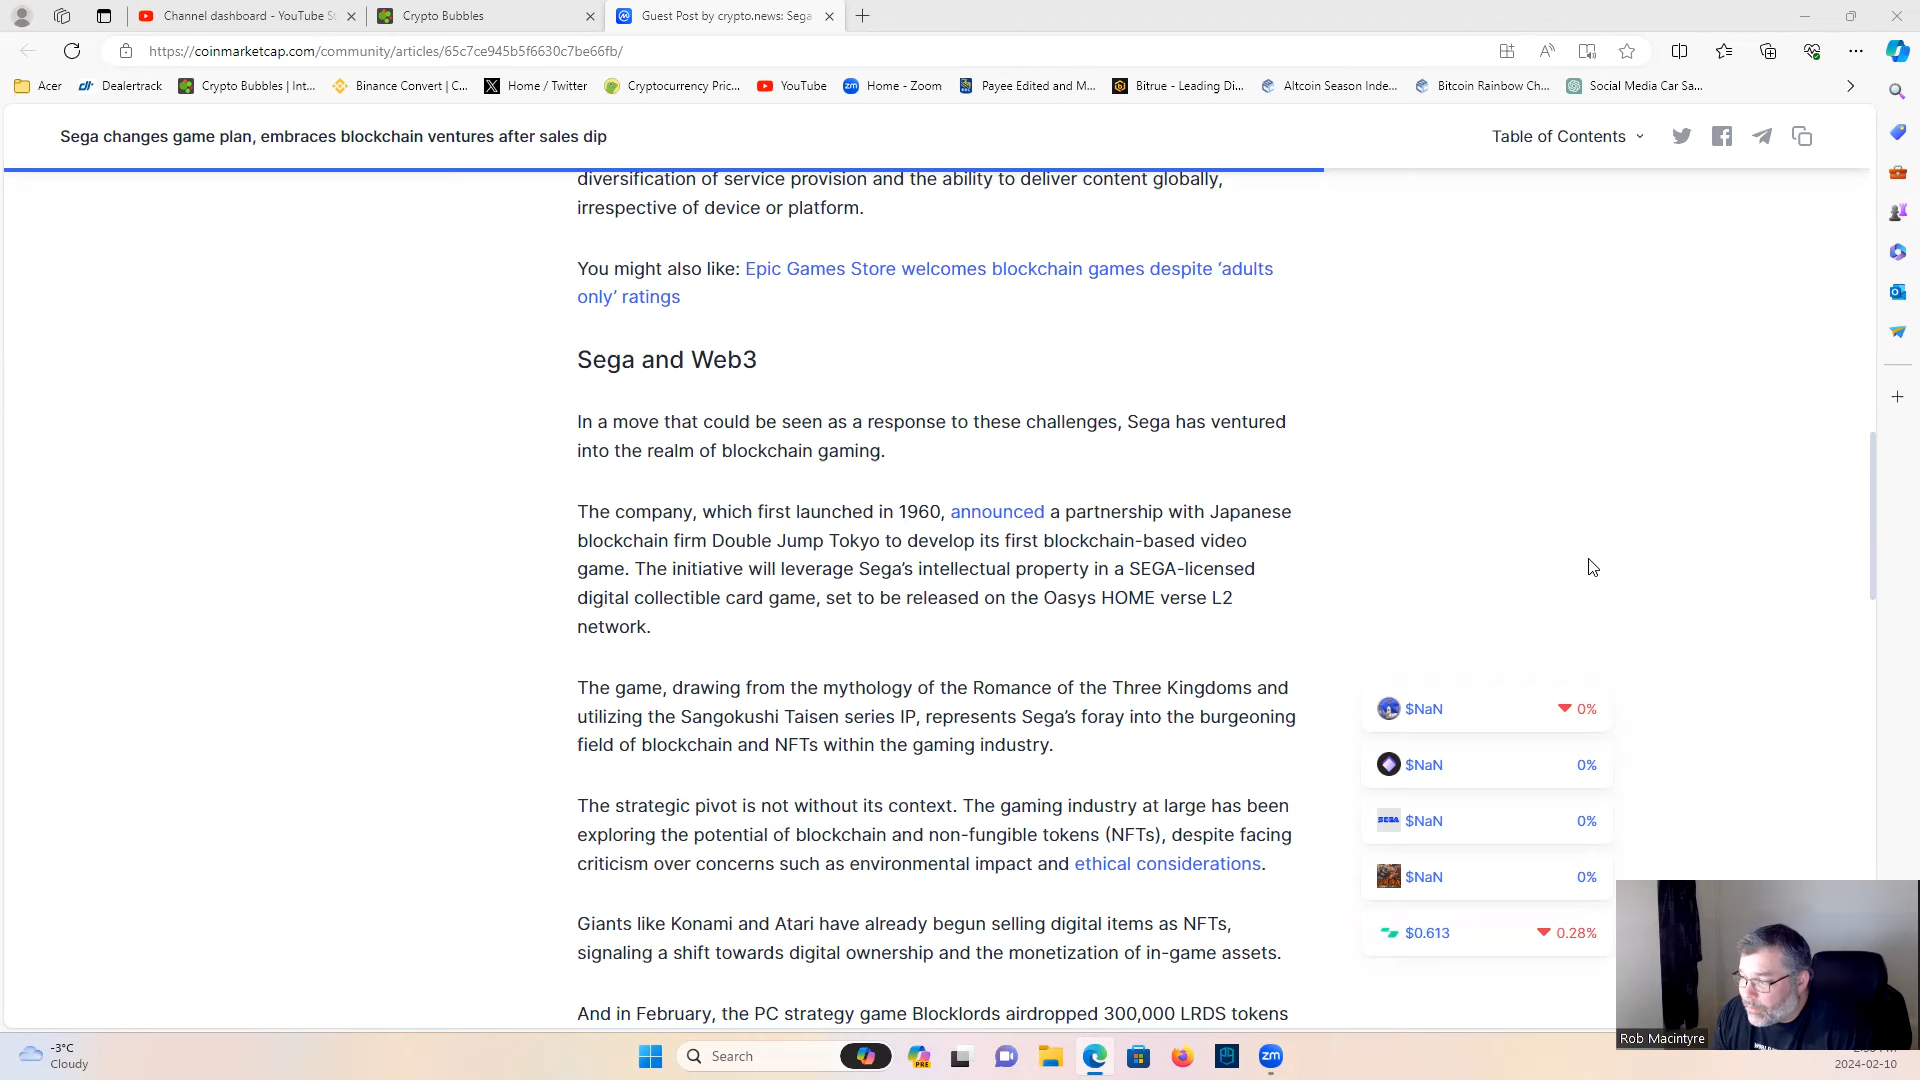 Channel dashboard - YouTube St
Crypto Bubbles
Guest Post by crypto.news: Sega
https://coinmarketcap.com/community/articles/65c7ce945b5f6630c7be66fb/
Acer
Dealertrack
Crypto Bubbles | Int...
Binance Convert | C...
Home / Twitter
Cryptocurrency Pric...
YouTube
Home - Zoom
Payee Edited and M...
Bitrue - Leading Di...
Altcoin Season Inde...
Bitcoin Rainbow Ch...
Social Media Car Sa...
Sega changes game plan, embraces blockchain ventures after sales dip
Table of Contents
diversification of service provision and the ability to deliver content globally,
irrespective of device or platform.
You might also like: Epic Games Store welcomes blockchain games despite ‘adults
only’ ratings
Sega and Web3
In a move that could be seen as a response to these challenges, Sega has ventured
into the realm of blockchain gaming.
The company, which first launched in 1960, announced a partnership with Japanese
blockchain firm Double Jump Tokyo to develop its first blockchain-based video
game. The initiative will leverage Sega’s intellectual property in a SEGA-licensed
digital collectible card game, set to be released on the Oasys HOME verse L2
network.
The game, drawing from the mythology of the Romance of the Three Kingdoms and
utilizing the Sangokushi Taisen series IP, represents Sega’s foray into the burgeoning
field of blockchain and NFTs within the gaming industry.
The strategic pivot is not without its context. The gaming industry at large has been
exploring the potential of blockchain and non-fungible tokens (NFTs), despite facing
criticism over concerns such as environmental impact and ethical considerations.
Giants like Konami and Atari have already begun selling digital items as NFTs,
signaling a shift towards digital ownership and the monetization of in-game assets.
And in February, the PC strategy game Blocklords airdropped 300,000 LRDS tokens
$NaN 0%
$NaN 0%
SEGA $NaN 0%
$NaN 0%
$0.613 0.28%
Rob Macintyre
-3°C
Cloudy
Search
PRE
zm
2024-02-10